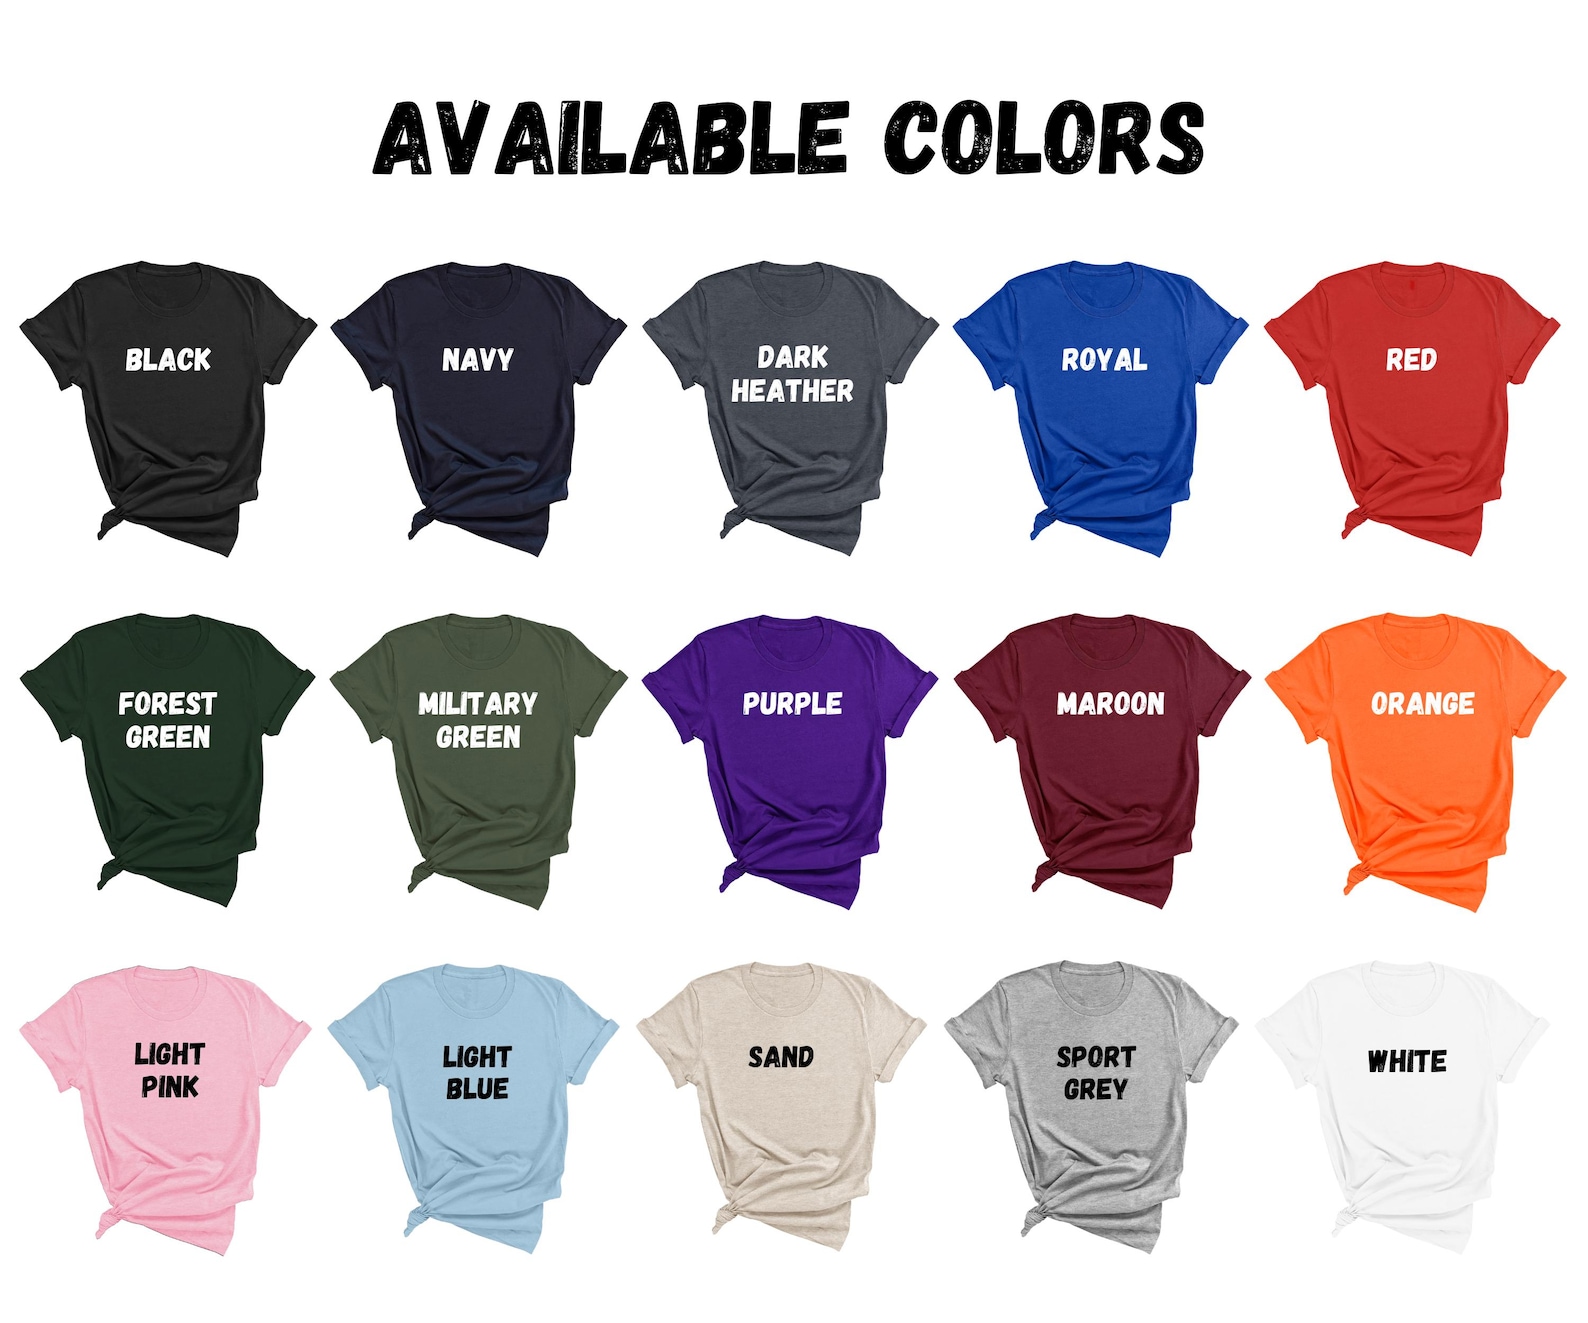 AVAILABLE COLORS
BLACK
NAVY
DARK
HEATHER
ROYAL
RED
FOREST
GREEN
MILITARY
GREEN
PURPLE
MAROON
ORANGE
LIGHT
PINK
LIGHT
BLUE
SAND
SPORT
GREY
WHITE